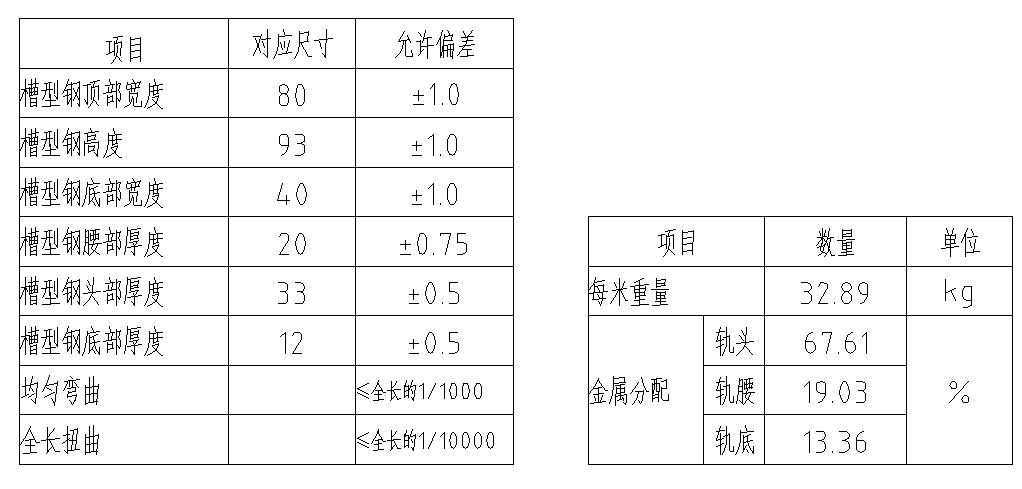 项目 对应尺寸 允许偏差
槽型钢顶部宽度 80 ±1.0
槽型钢高度 93 ±1.0
槽型钢底部宽度 40 ±1.0
槽型钢腰部厚度 20 ±0.75
槽型钢头部厚度 33 ±0.5
槽型钢底部厚度 12 ±0.5
均匀弯曲 ≤全长的1/1000
全长扭曲 ≤全长的1/10000
项目 数量 单位
每米重量 32.89 kg
金属分配 轨头 67.61 %
轨腰 19.03
轨底 13.36